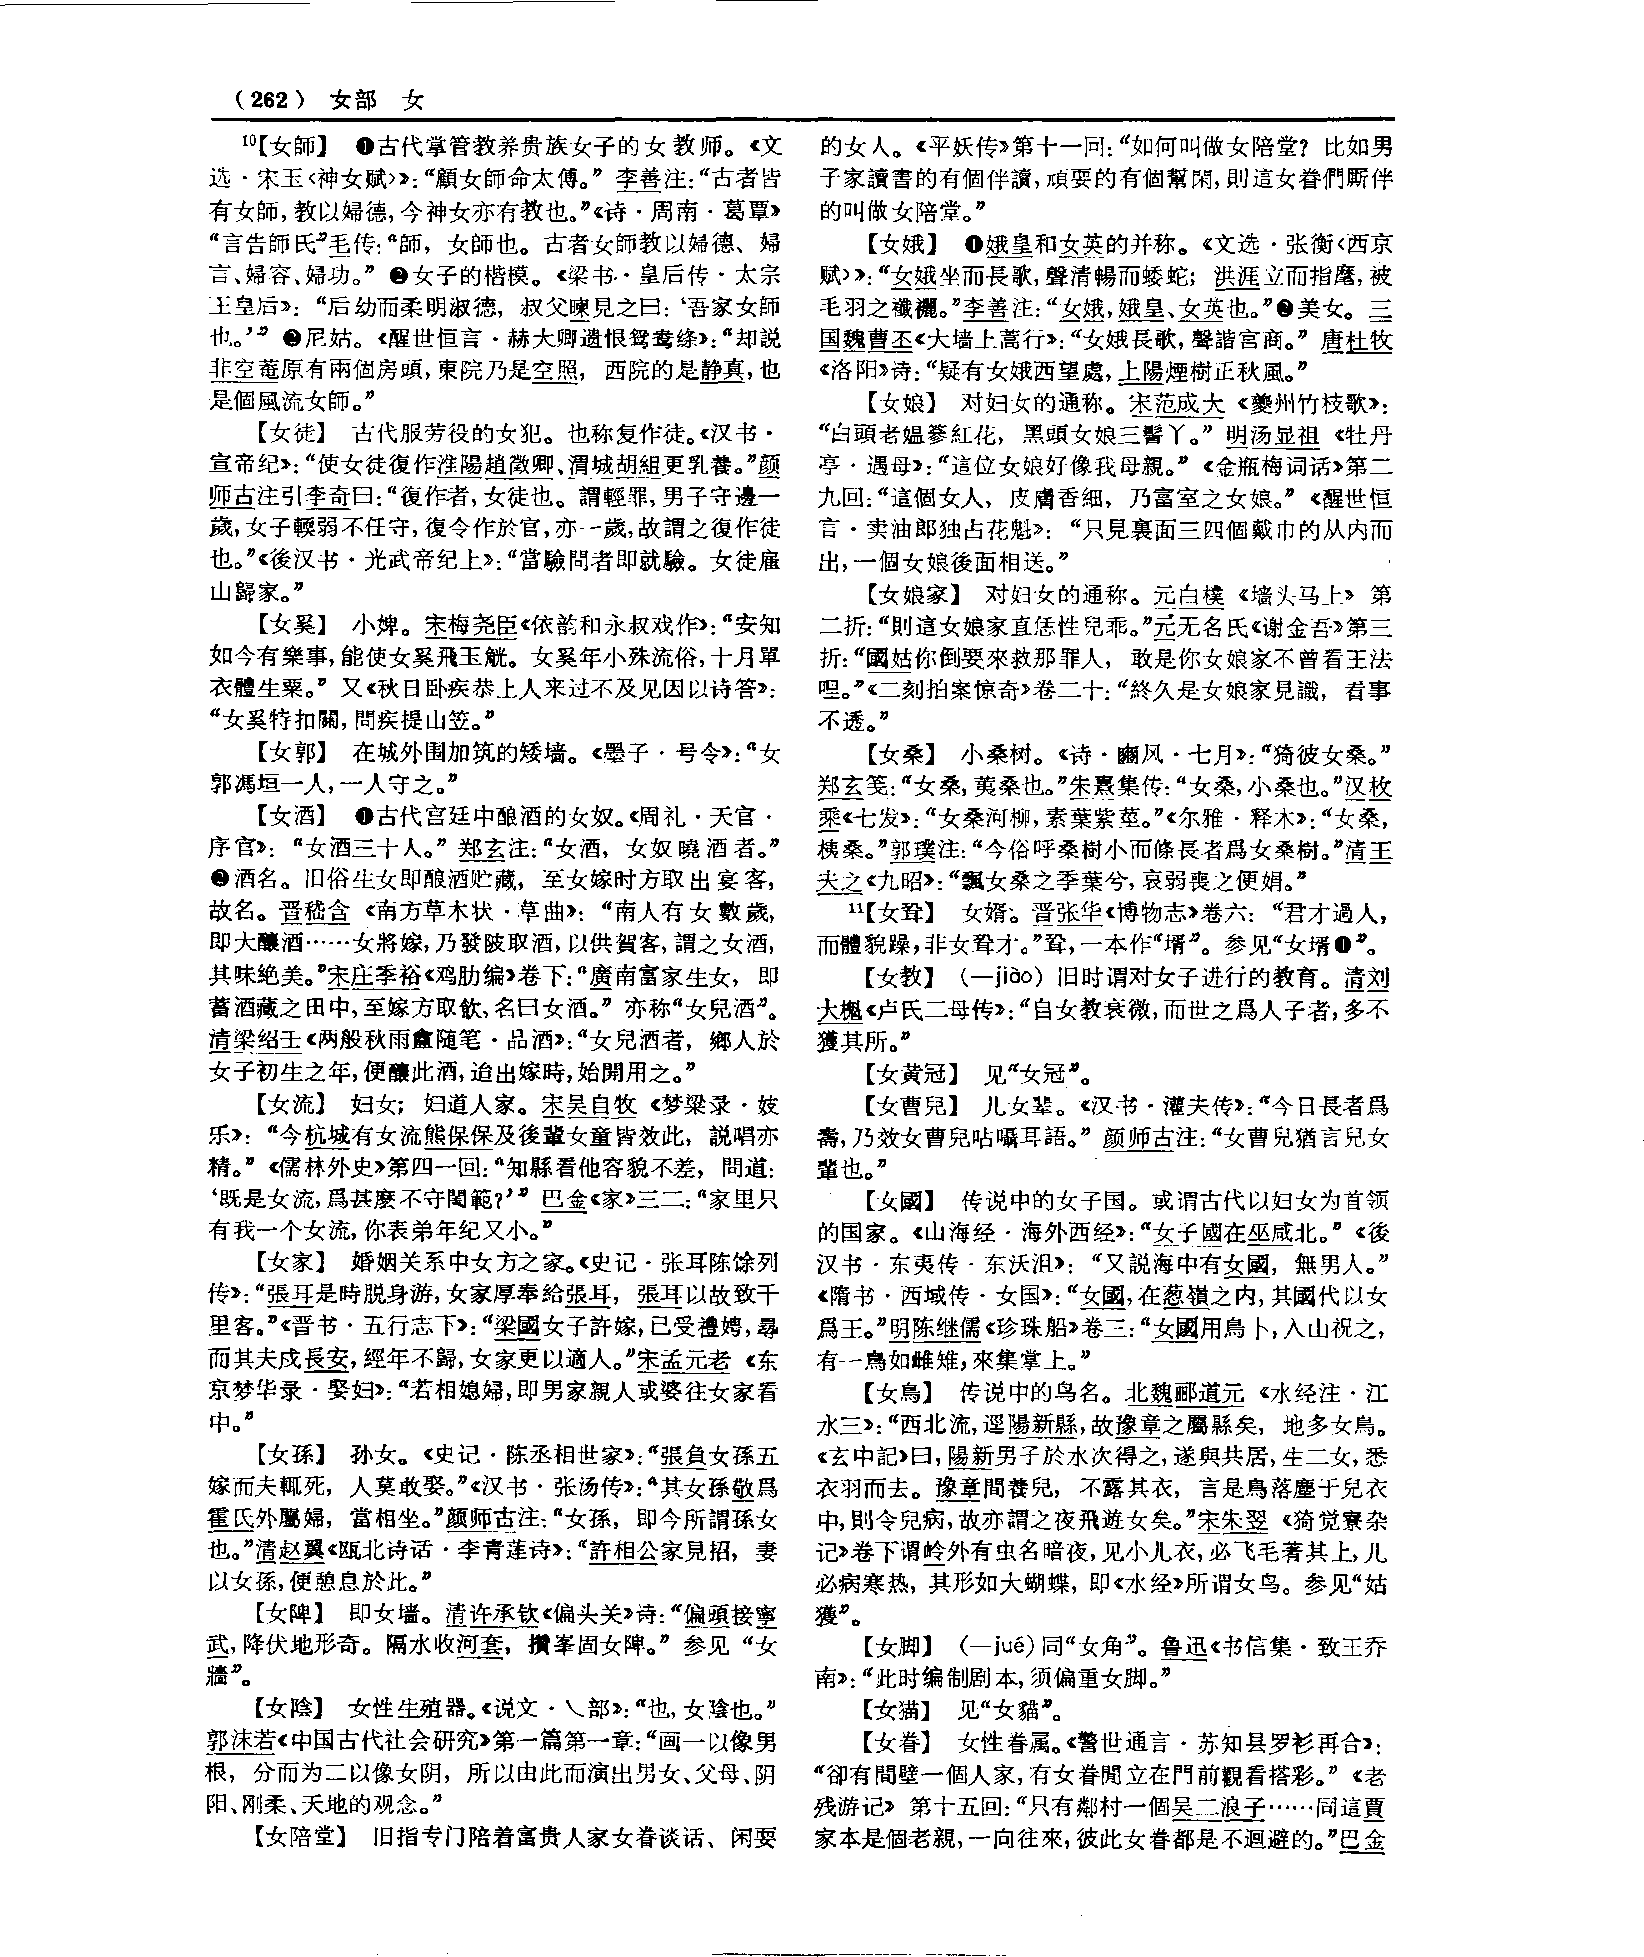 （262） 女部 女
¹⁰【女師】 ❶古代掌管教养贵族女子的女教师。《文
选·宋玉〈神女赋〉》：“顧女師命太傅。” 李善注：“古者皆
有女師，教以婦德，今神女亦有教也。”《诗·周南·葛覃》
“言告師氏”毛传：“師，女師也。古者女師教以婦德、婦
言、婦容、婦功。” ❷女子的楷模。《梁书·皇后传·太宗
王皇后》：“后幼而柔明淑德，叔父暕見之曰：‘吾家女師
也。’” ❸尼姑。《醒世恒言·赫大卿遗恨鸳鸯绦》：“却説
非空菴原有兩個房頭，東院乃是空照，西院的是静真，也
是個風流女師。”
【女徒】 古代服劳役的女犯。也称复作徒。《汉书·
宣帝纪》：“使女徒復作淮陽趙徵卿、渭城胡組更乳養。”颜
师古注引李奇曰：“復作者，女徒也。謂輕罪，男子守邊一
歲，女子輭弱不任守，復令作於官，亦一歲，故謂之復作徒
也。”《後汉书·光武帝纪上》：“當驗問者即就驗。女徒雇
山歸家。”
【女奚】 小婢。宋梅尧臣《依韵和永叔戏作》：“安知
如今有樂事，能使女奚飛玉觥。女奚年小殊流俗，十月單
衣體生粟。” 又《秋日卧疾恭上人来过不及见因以诗答》：
“女奚特扣關，問疾提山笠。”
【女郭】 在城外围加筑的矮墙。《墨子·号令》：“女
郭馮垣一人，一人守之。”
【女酒】 ❶古代宫廷中酿酒的女奴。《周礼·天官·
序官》：“女酒三十人。” 郑玄注：“女酒，女奴曉酒者。”
❷酒名。旧俗生女即酿酒贮藏，至女嫁时方取出宴客，
故名。晋嵇含《南方草木状·草曲》：“南人有女數歲，
即大釀酒……女將嫁，乃發陂取酒，以供賀客，謂之女酒，
其味絶美。”宋庄季裕《鸡肋编》卷下：“廣南富家生女，即
蓄酒藏之田中，至嫁方取飲，名曰女酒。” 亦称“女兒酒”。
清梁绍壬《两般秋雨盦随笔·品酒》：“女兒酒者，鄉人於
女子初生之年，便釀此酒，迨出嫁時，始開用之。”
【女流】 妇女；妇道人家。宋吴自牧《梦粱录·妓
乐》：“今杭城有女流熊保保及後輩女童皆效此，説唱亦
精。”《儒林外史》第四一回：“知縣看他容貌不差，問道：
‘既是女流，爲甚麽不守閨範？’” 巴金《家》三二：“家里只
有我一个女流，你表弟年纪又小。”
【女家】 婚姻关系中女方之家。《史记·张耳陈馀列
传》：“張耳是時脱身游，女家厚奉給張耳，張耳以故致千
里客。”《晋书·五行志下》：“梁國女子許嫁，已受禮娉，尋
而其夫戍長安，經年不歸，女家更以適人。”宋孟元老《东
京梦华录·娶妇》：“若相媳婦，即男家親人或婆往女家看
中。”
【女孫】 孙女。《史记·陈丞相世家》：“張負女孫五
嫁而夫輒死，人莫敢娶。”《汉书·张汤传》：“其女孫敬爲
霍氏外屬婦，當相坐。”颜师古注：“女孫，即今所謂孫女
也。”清赵翼《瓯北诗话·李青莲诗》：“許相公家見招，妻
以女孫，便憩息於此。”
【女陴】 即女墙。清许承钦《偏头关》诗：“偏頭接寧
武，降伏地形奇。隔水收河套，攢峯固女陴。” 参见“女
牆”。
【女陰】 女性生殖器。《说文·乀部》：“也，女陰也。”
郭沫若《中国古代社会研究》第一篇第一章：“画一以像男
根，分而为二以像女阴，所以由此而演出男女、父母、阴
阳、刚柔、天地的观念。”
【女陪堂】 旧指专门陪着富贵人家女眷谈话、闲耍
的女人。《平妖传》第十一回：“如何叫做女陪堂？比如男
子家讀書的有個伴讀，頑耍的有個幫閑，則這女眷們厮伴
的叫做女陪堂。”
【女娥】 ❶娥皇和女英的并称。《文选·张衡〈西京
赋〉》：“女娥坐而長歌，聲清暢而蜲蛇；洪涯立而指麾，被
毛羽之襳襹。”李善注：“女娥，娥皇、女英也。”❷美女。三
国魏曹丕《大墙上蒿行》：“女娥長歌，聲諧宫商。” 唐杜牧
《洛阳》诗：“疑有女娥西望處，上陽煙樹正秋風。”
【女娘】 对妇女的通称。宋范成大《夔州竹枝歌》：
“白頭老媪篸紅花，黑頭女娘三髻丫。” 明汤显祖《牡丹
亭·遇母》：“這位女娘好像我母親。”《金瓶梅词话》第二
九回：“這個女人，皮膚香細，乃富室之女娘。”《醒世恒
言·卖油郎独占花魁》：“只見裏面三四個戴巾的从内而
出，一個女娘後面相送。”
【女娘家】 对妇女的通称。元白樸《墙头马上》第
二折：“則這女娘家直恁性兒乖。”元无名氏《谢金吾》第三
折：“國姑你倒要來救那罪人，敢是你女娘家不曾看王法
哩。”《二刻拍案惊奇》卷二十：“終久是女娘家見識，看事
不透。”
【女桑】 小桑树。《诗·豳风·七月》：“猗彼女桑。”
郑玄笺：“女桑，荑桑也。”朱熹集传：“女桑，小桑也。”汉枚
乘《七发》：“女桑河柳，素葉紫莖。”《尔雅·释木》：“女桑，
桋桑。”郭璞注：“今俗呼桑樹小而條長者爲女桑樹。”清王
夫之《九昭》：“飄女桑之季葉兮，哀弱喪之便娟。”
¹¹【女聓】 女婿。晋张华《博物志》卷六：“君才過人，
而體貌躁，非女聓才。”聓，一本作“壻”。参见“女壻❶”。
【女教】（—jiào）旧时谓对女子进行的教育。清刘
大櫆《卢氏二母传》：“自女教衰微，而世之爲人子者，多不
獲其所。”
【女黄冠】 见“女冠”。
【女曹兒】 儿女辈。《汉书·灌夫传》：“今日長者爲
壽，乃效女曹兒呫囁耳語。” 颜师古注：“女曹兒猶言兒女
輩也。”
【女國】 传说中的女子国。或谓古代以妇女为首领
的国家。《山海经·海外西经》：“女子國在巫咸北。”《後
汉书·东夷传·东沃沮》：“又説海中有女國，無男人。”
《隋书·西域传·女国》：“女國，在葱嶺之内，其國代以女
爲王。”明陈继儒《珍珠船》卷三：“女國用鳥卜，入山祝之，
有一鳥如雌雉，來集掌上。”
【女鳥】 传说中的鸟名。北魏郦道元《水经注·江
水三》：“西北流，逕陽新縣，故豫章之屬縣矣，地多女鳥。
《玄中記》曰，陽新男子於水次得之，遂與共居，生二女，悉
衣羽而去。豫章間養兒，不露其衣，言是鳥落塵于兒衣
中，則令兒病，故亦謂之夜飛遊女矣。”宋朱翌《猗觉寮杂
记》卷下谓岭外有虫名暗夜，见小儿衣，必飞毛著其上，儿
必病寒热，其形如大蝴蝶，即《水经》所谓女鸟。参见“姑
獲”。
【女脚】（—jué）同“女角”。鲁迅《书信集·致王乔
南》：“此时编制剧本，须偏重女脚。”
【女猫】 见“女貓”。
【女眷】 女性眷属。《警世通言·苏知县罗衫再合》：
“卻有間壁一個人家，有女眷閒立在門前觀看搭彩。”《老
残游记》第十五回：“只有鄰村一個吴二浪子……同這賈
家本是個老親，一向往來，彼此女眷都是不迴避的。”巴金